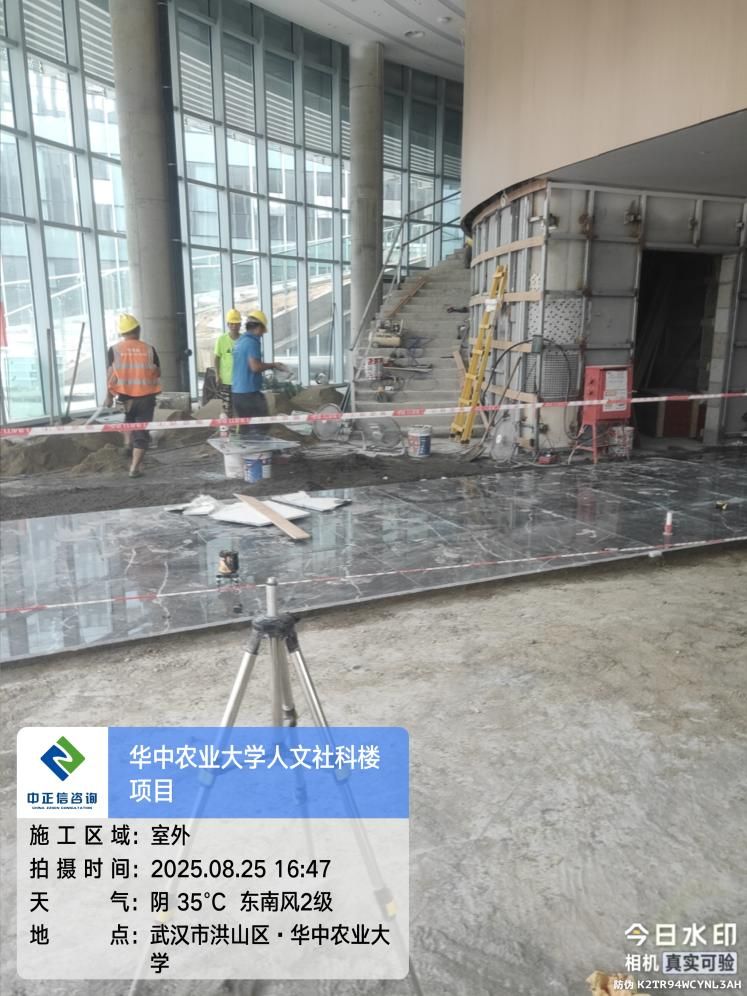 华中农业大学人文社科楼
项目
中正信咨询
CHINA ZZXIN CONSULTATION
施工区域：室外
拍摄时间：2025.08.25 16:47
天气：阴 35℃ 东南风2级
地点：武汉市洪山区·华中农业大
学
今日水印
相机 真实可验
防伪 K2TR94WCYNL3AH